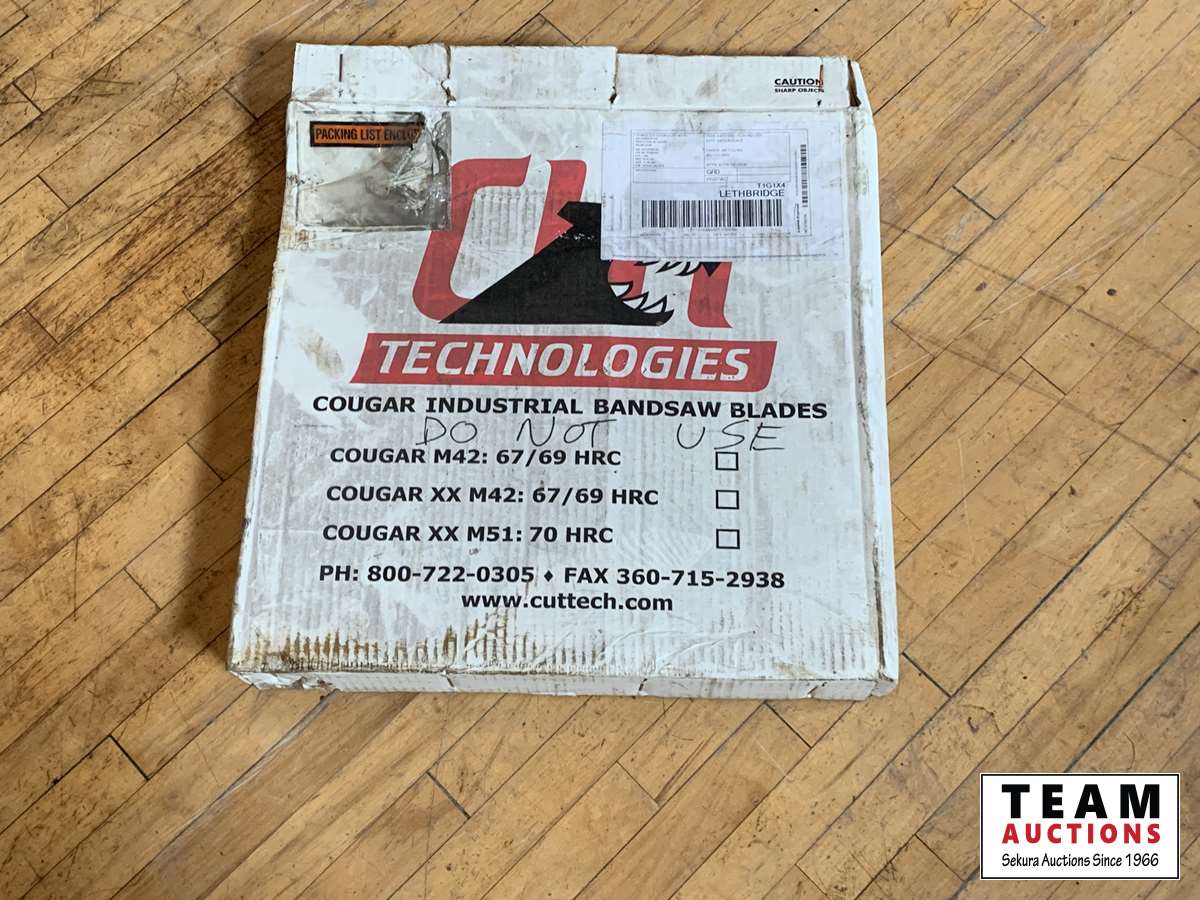 CAUTION
SHARP OBJECTS
PACKING LIST
GRD
T1G1X4
LETHBRIDGE
TECHNOLOGIES
COUGAR INDUSTRIAL BANDSAW BLADES
DO NOT USE
COUGAR M42: 67/69 HRC
COUGAR XX M42: 67/69 HRC
COUGAR XX M51: 70 HRC
PH: 800-722-0305 ♦ FAX 360-715-2938
www.cuttech.com
TEAM
AUCTIONS
Sekura Auctions Since 1966